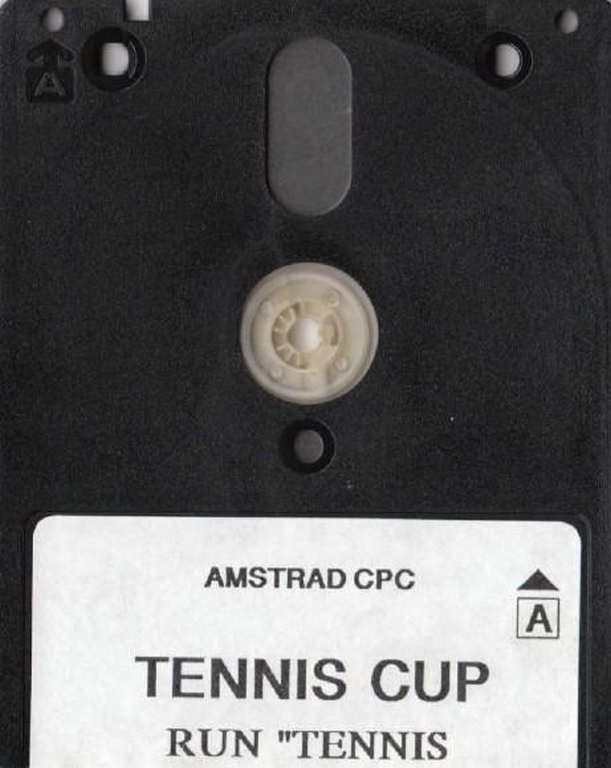 A
AMSTRAD CPC
A
TENNIS CUP
RUN "TENNIS